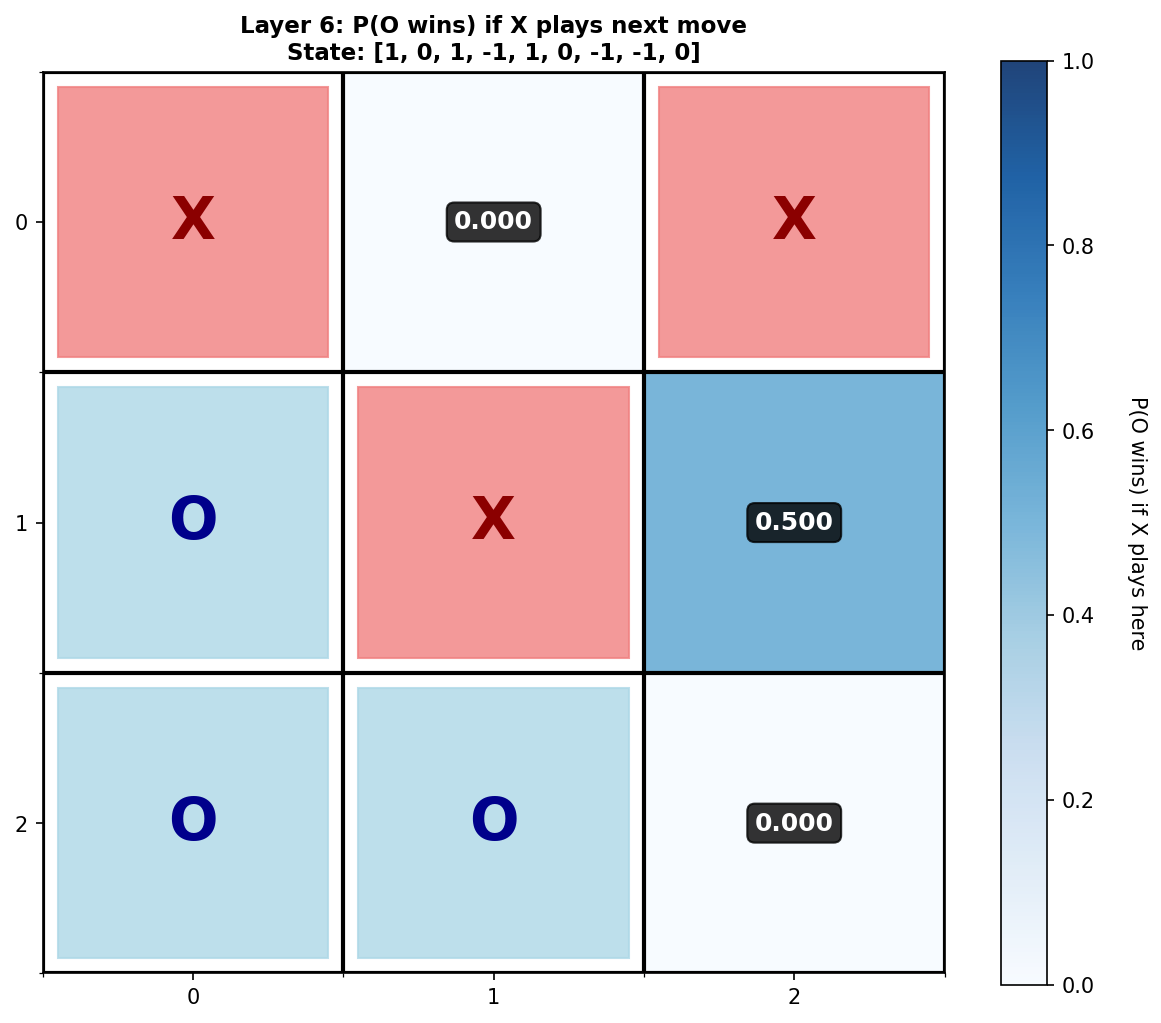 Layer 6: P(O wins) if X plays next move
State: [1, 0, 1, -1, 1, 0, -1, -1, 0]
X
0.000
X
O
X
0.500
O
O
0.000
0
1
2
0
1
2
1.0
0.8
0.6
0.4
0.2
0.0
P(O wins) if X plays here